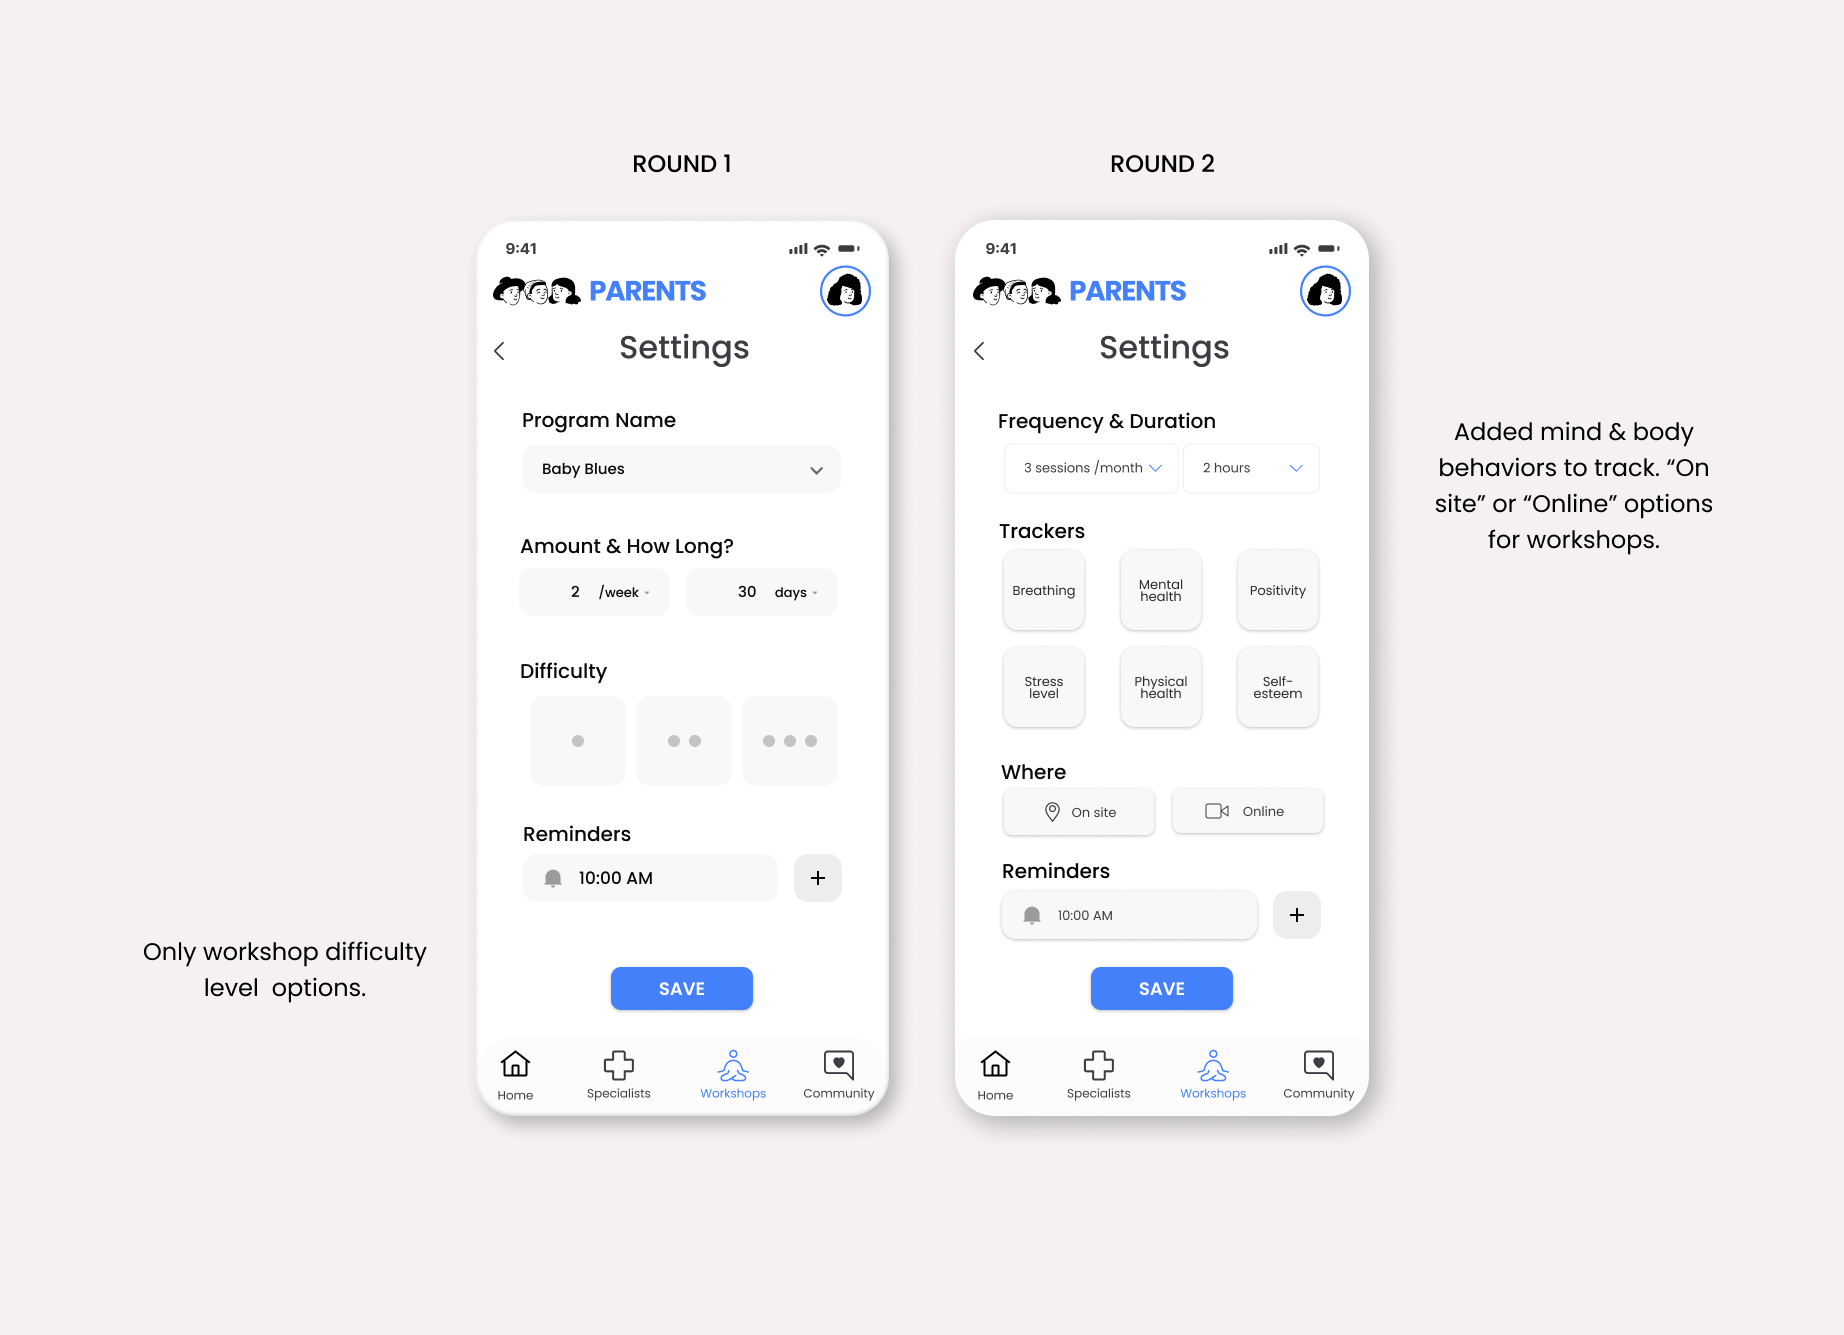 ROUND 1
9:41
PARENTS
Settings
Program Name
Baby Blues
Amount & How Long?
2 /week
30 days
Difficulty
Reminders
10:00 AM
SAVE
Home
Specialists
Workshops
Community
Only workshop difficulty
level options.
ROUND 2
9:41
PARENTS
Settings
Frequency & Duration
3 sessions /month
2 hours
Trackers
Breathing
Mental
health
Positivity
Stress
level
Physical
health
Self-
esteem
Where
On site
Online
Reminders
10:00 AM
SAVE
Home
Specialists
Workshops
Community
Added mind & body
behaviors to track. “On
site” or “Online” options
for workshops.